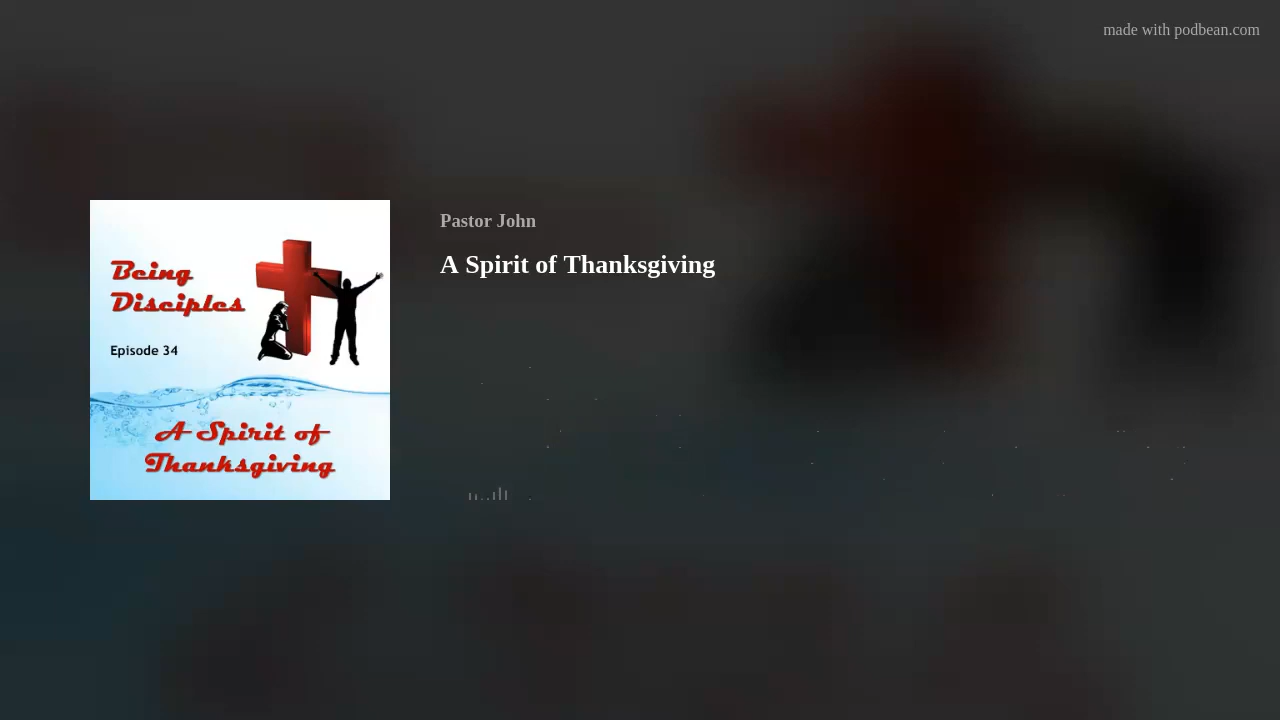 made with podbean.com
Pastor John
A Spirit of Thanksgiving
Being
Disciples
Episode 34
A Spirit of
Thanksgiving